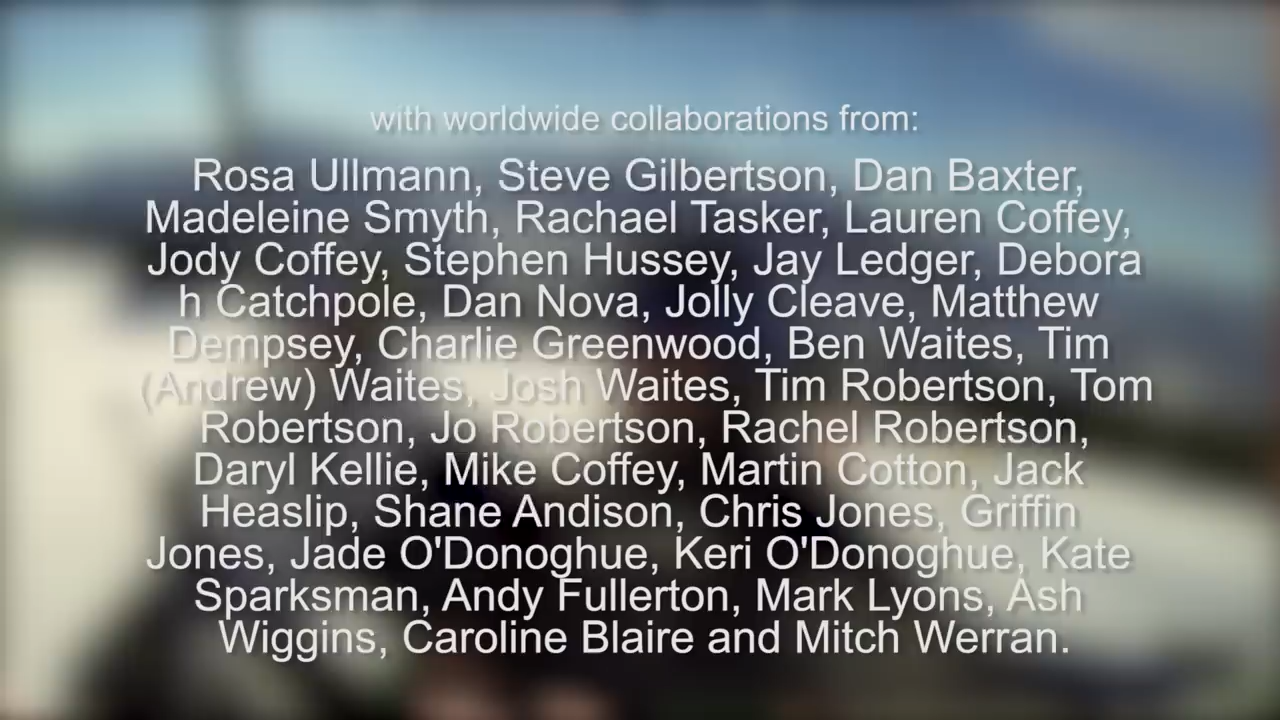 with worldwide collaborations from:
Rosa Ullmann, Steve Gilbertson, Dan Baxter,
Madeleine Smyth, Rachael Tasker, Lauren Coffey,
Jody Coffey, Stephen Hussey, Jay Ledger, Debora
h Catchpole, Dan Nova, Jolly Cleave, Matthew
Dempsey, Charlie Greenwood, Ben Waites, Tim
(Andrew) Waites, Josh Waites, Tim Robertson, Tom
Robertson, Jo Robertson, Rachel Robertson,
Daryl Kellie, Mike Coffey, Martin Cotton, Jack
Heaslip, Shane Andison, Chris Jones, Griffin
Jones, Jade O'Donoghue, Keri O'Donoghue, Kate
Sparksman, Andy Fullerton, Mark Lyons, Ash
Wiggins, Caroline Blaire and Mitch Werran.